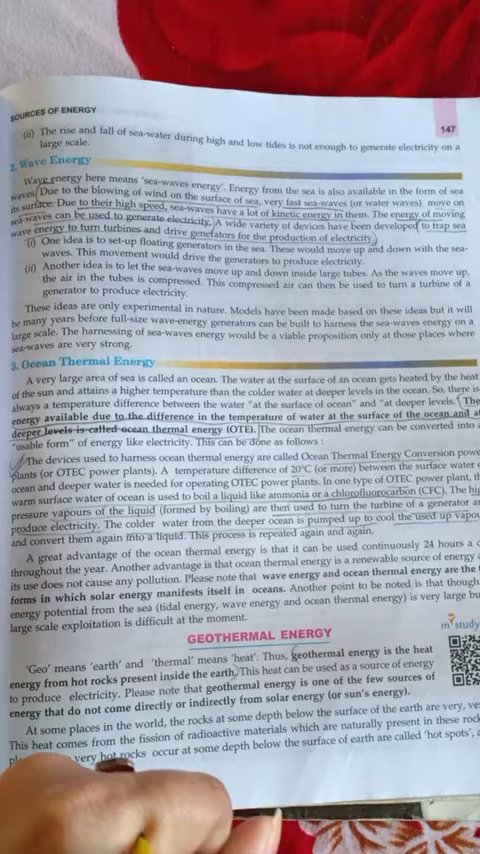 SOURCES OF ENERGY
147
(ii) The rise and fall of sea-water during high and low tides is not enough to generate electricity on a
large scale.
2. Wave Energy
Wave energy here means 'sea-waves energy'. Energy from the sea is also available in the form of sea
waves. Due to the blowing of wind on the surface of sea, very fast sea-waves (or water waves) move on
its surface. Due to their high speed, sea-waves have a lot of kinetic energy in them. The energy of moving
sea-waves can be used to generate electricity. A wide variety of devices have been developed to trap sea
wave energy to turn turbines and drive generators for the production of electricity.
(i) One idea is to set-up floating generators in the sea. These would move up and down with the sea-
waves. This movement would drive the generators to produce electricity.
(ii) Another idea is to let the sea-waves move up and down inside large tubes. As the waves move up,
the air in the tubes is compressed. This compressed air can then be used to turn a turbine of a
generator to produce electricity.
These ideas are only experimental in nature. Models have been made based on these ideas but it will
be many years before full-size wave-energy generators can be built to harness the sea-waves energy on a
large scale. The harnessing of sea-waves energy would be a viable proposition only at those places where
sea-waves are very strong.
3. Ocean Thermal Energy
A very large area of sea is called an ocean. The water at the surface of an ocean gets heated by the heat
of the sun and attains a higher temperature than the colder water at deeper levels in the ocean. So, there is
always a temperature difference between the water "at the surface of ocean" and "at deeper levels." The
energy available due to the difference in the temperature of water at the surface of the ocean and at
deeper levels is called ocean thermal energy (OTE). The ocean thermal energy can be converted into a
"usable form" of energy like electricity. This can be done as follows :
The devices used to harness ocean thermal energy are called Ocean Thermal Energy Conversion powe
plants (or OTEC power plants). A temperature difference of 20°C (or more) between the surface water
ocean and deeper water is needed for operating OTEC power plants. In one type of OTEC power plant, th
warm surface water of ocean is used to boil a liquid like ammonia or a chlorofluorocarbon (CFC). The hig
pressure vapours of the liquid (formed by boiling) are then used to turn the turbine of a generator a
produce electricity. The colder water from the deeper ocean is pumped up to cool the used up vapou
and convert them again into a liquid. This process is repeated again and again.
A great advantage of the ocean thermal energy is that it can be used continuously 24 hours a d
throughout the year. Another advantage is that ocean thermal energy is a renewable source of energy a
its use does not cause any pollution. Please note that wave energy and ocean thermal energy are the t
forms in which solar energy manifests itself in oceans. Another point to be noted is that though
energy potential from the sea (tidal energy, wave energy and ocean thermal energy) is very large bu
large scale exploitation is difficult at the moment.
m study
GEOTHERMAL ENERGY
'Geo' means 'earth' and 'thermal' means 'heat'. Thus, geothermal energy is the heat
energy from hot rocks present inside the earth. This heat can be used as a source of energy
to produce electricity. Please note that geothermal energy is one of the few sources of
energy that do not come directly or indirectly from solar energy (or sun's energy).
At some places in the world, the rocks at some depth below the surface of the earth are very, ve
This heat comes from the fission of radioactive materials which are naturally present in these rock
very hot rocks occur at some depth below the surface of earth are called 'hot spots', a